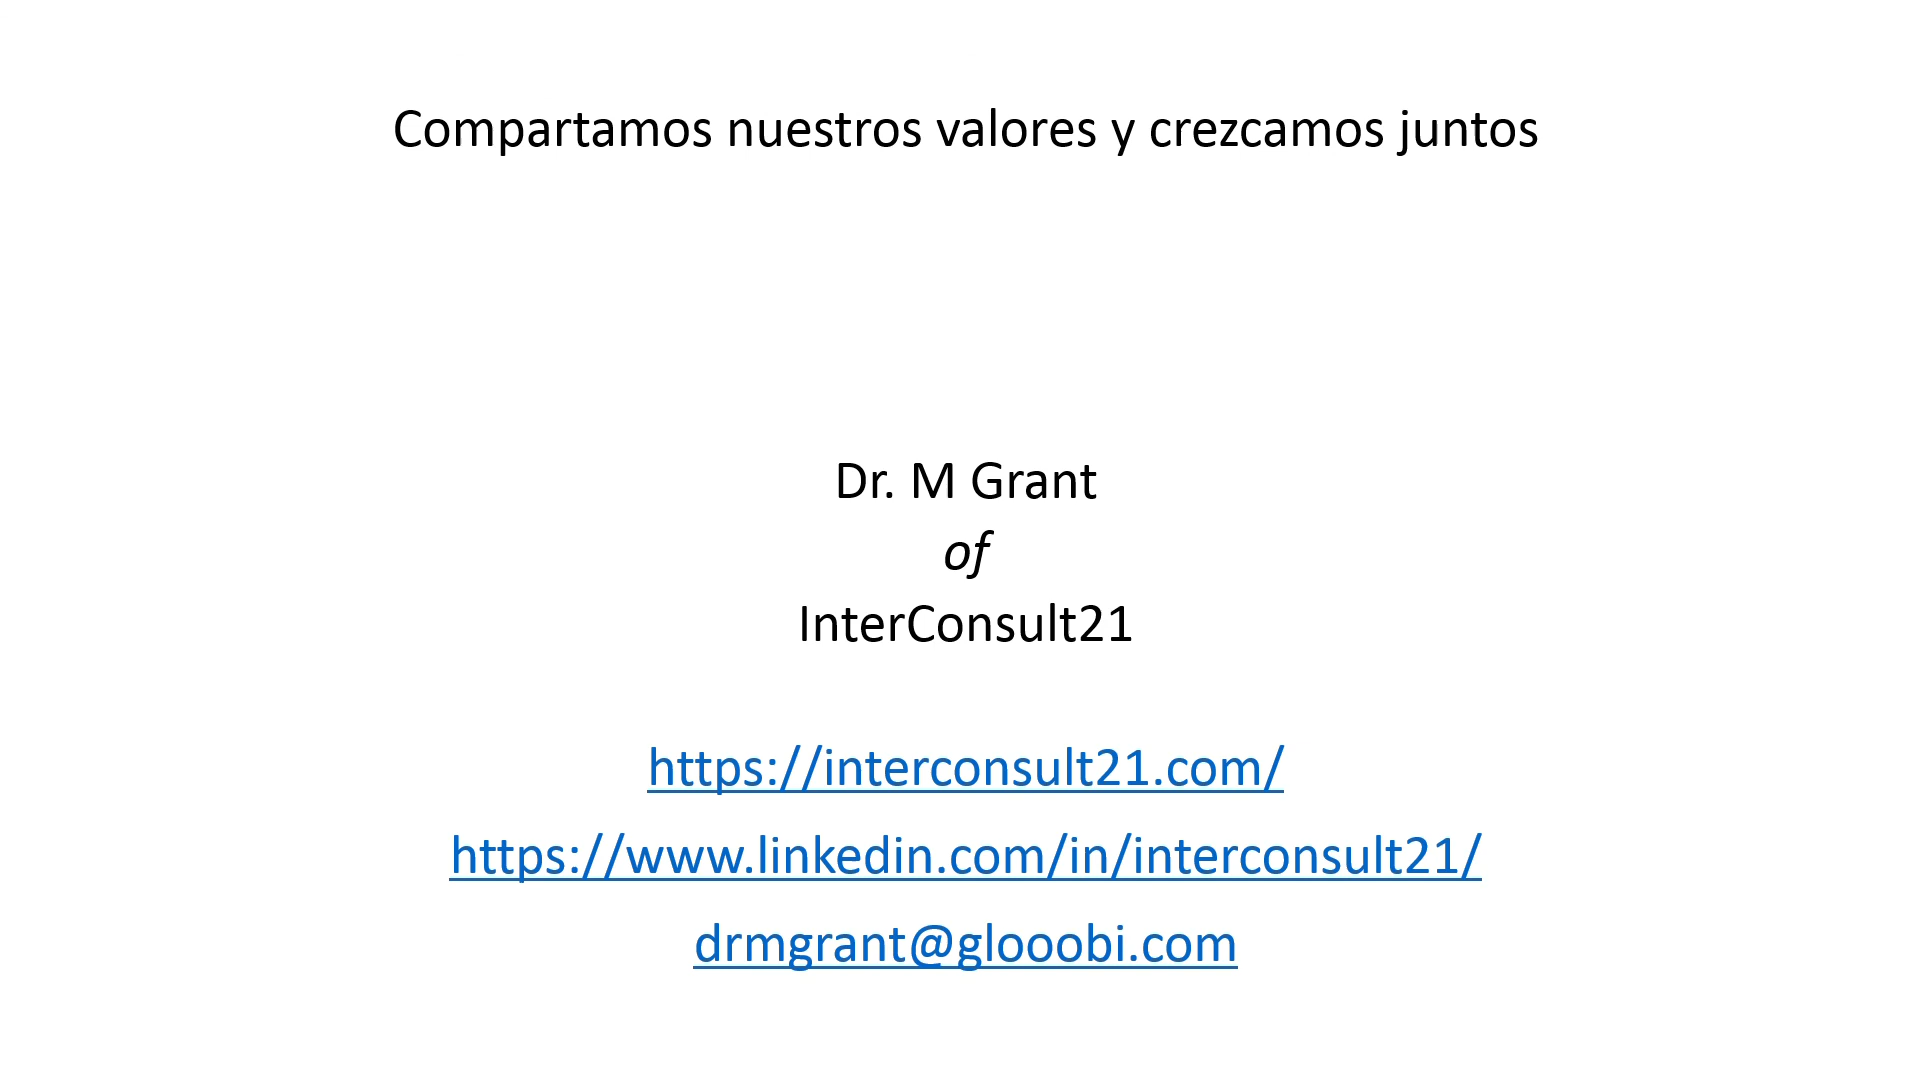 Compartamos nuestros valores y crezcamos juntos
Dr. M Grant
of
InterConsult21
https://interconsult21.com/
https://www.linkedin.com/in/interconsult21/
drmgrant@glooobi.com